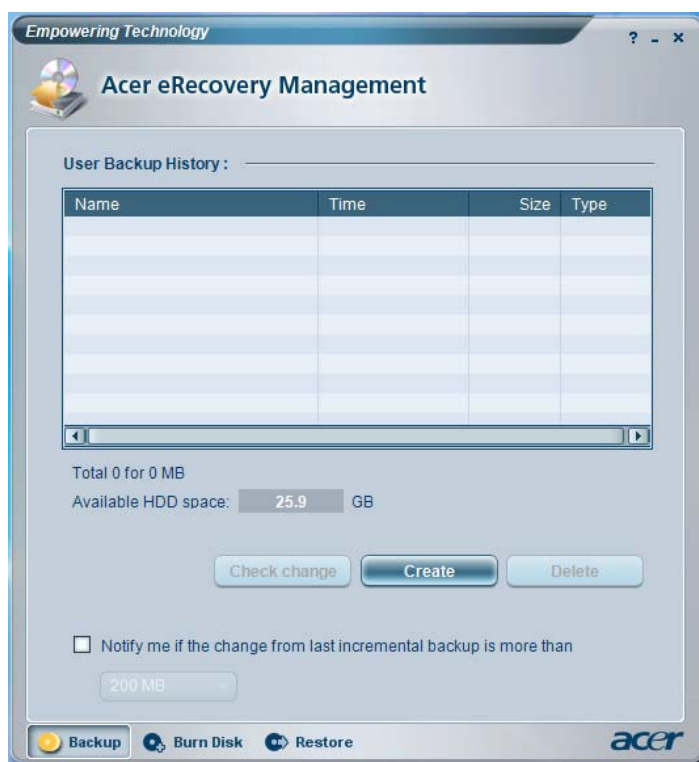 Empowering Technology
? - x
Acer eRecovery Management
User Backup History :
Name Time Size Type
Total 0 for 0 MB
Available HDD space: 25.9 GB
Check change Create Delete
Notify me if the change from last incremental backup is more than
200 MB
Backup Burn Disk Restore acer